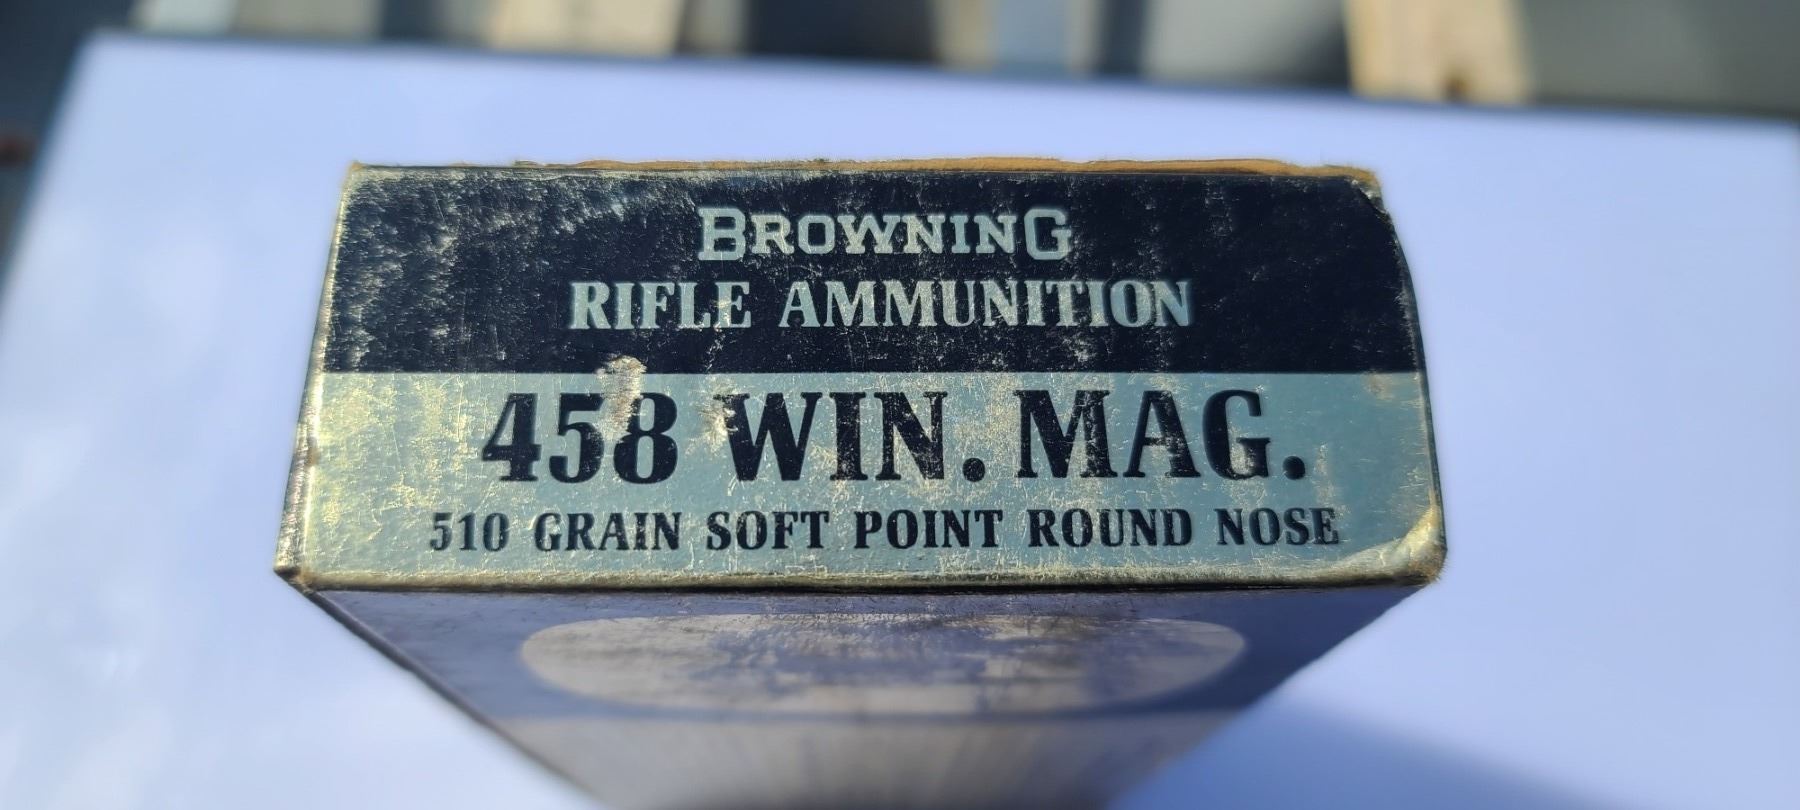 BROWNING
RIFLE AMMUNITION
458 WIN. MAG.
510 GRAIN SOFT POINT ROUND NOSE